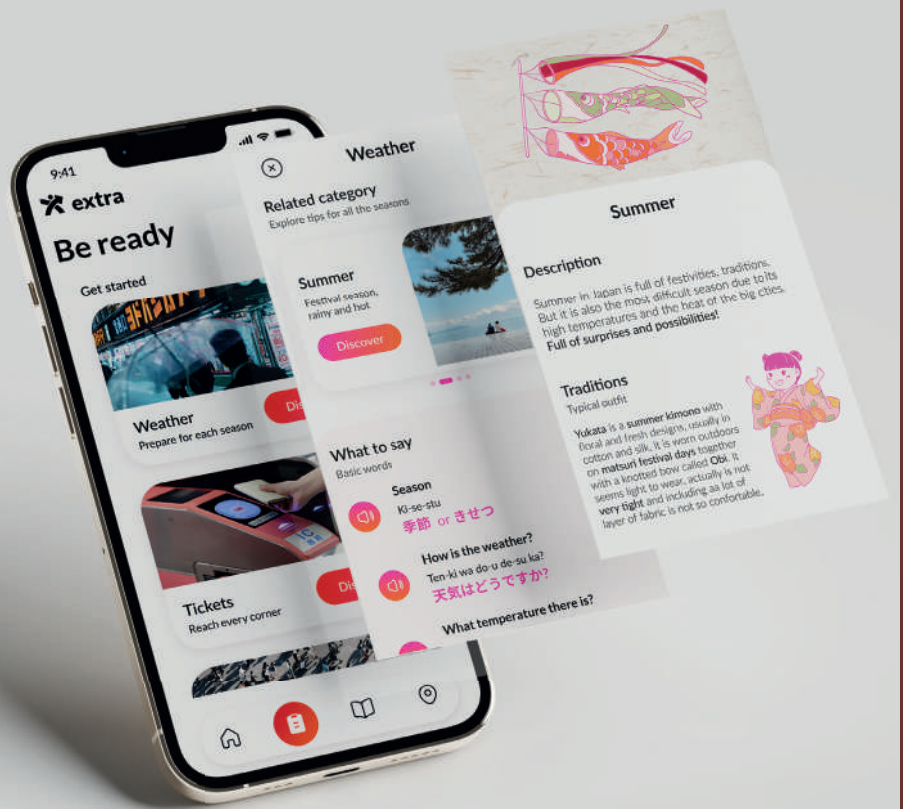 9:41
extra
Be ready
Get started
Weather
Prepare for each season
Dis
Tickets
Reach every corner
Dis
Weather
Related category
Explore tips for all the seasons
Summer
Festival season,
rainy and hot
Discover
What to say
Basic words
Season
Ki-se-stu
季節 or きせつ
How is the weather?
Ten-ki wa do-u de-su ka?
天気はどうですか?
What temperature there is?
Summer
Description
Summer in Japan is full of festivities, traditions.
But it is also the most difficult season due to its
high temperatures and the heat of the big cties.
Full of surprises and possibilities!
Traditions
Typical outfit
Yukata is a summer kimono with
floral and fresh designs, usually in
cotton and silk, it is worn outdoors
on matsuri festival days together
with a knotted bow called Obi. It
seems light to wear, actually is not
very tight and including aa lot of
layer of fabric is not so confortable.